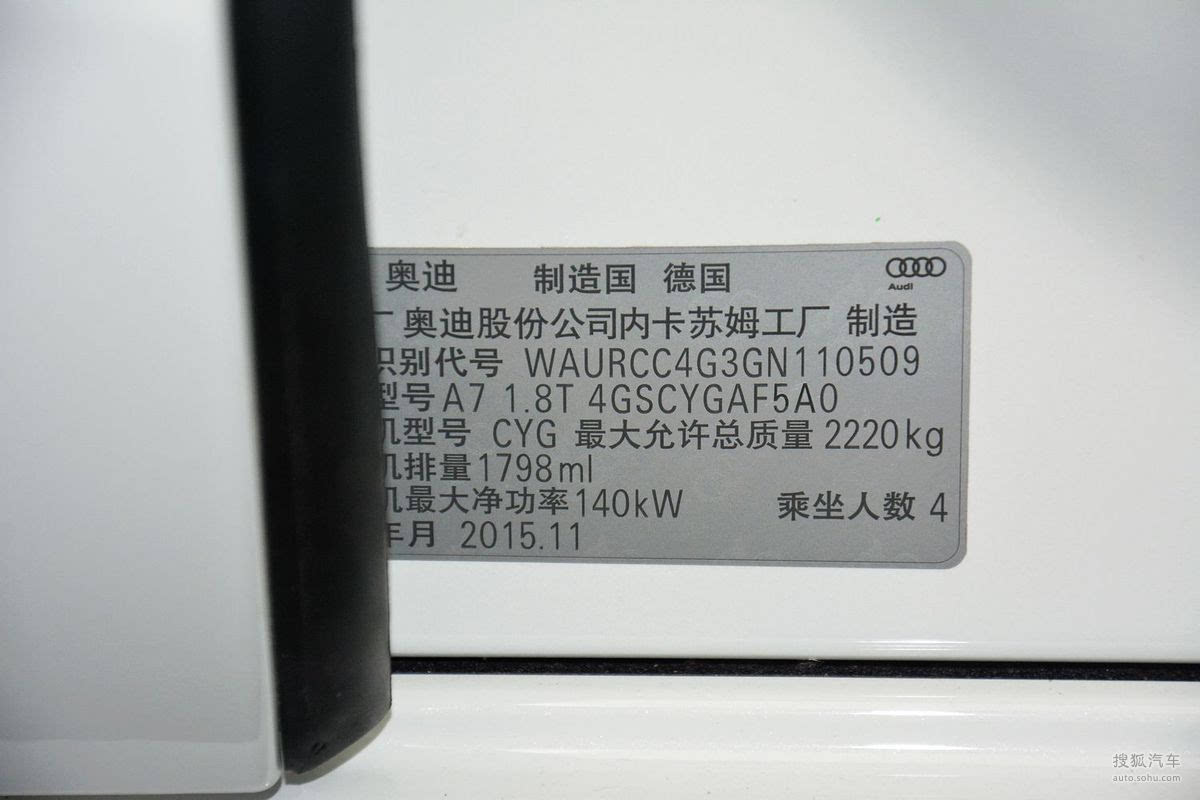 奥迪 制造国 德国
Audi
厂 奥迪股份公司内卡苏姆工厂 制造
识别代号 WAURCC4G3GN110509
型号 A7 1.8T 4GSCYGAF5A0
机型号 CYG 最大允许总质量 2220kg
机排量 1798ml
机最大净功率 140kW 乘坐人数 4
年月 2015.11
搜狐汽车
auto.sohu.com